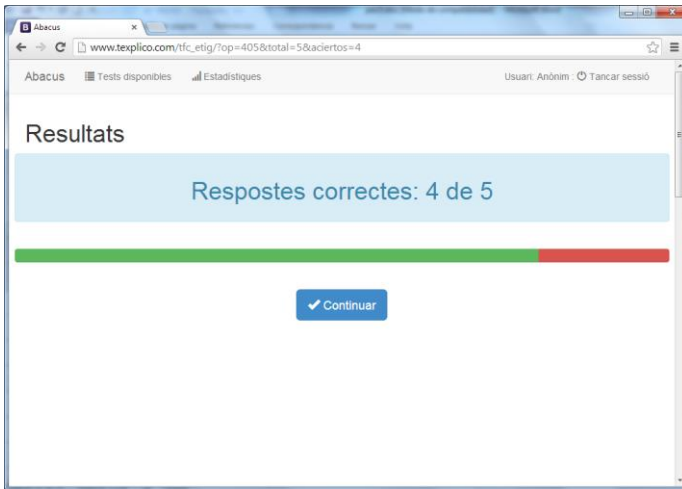 Abacus
www.texplico.com/tfc_etig/?op=405&total=5&aciertos=4
Abacus Tests disponibles Estadístiques Usuari: Anònim : Tancar sessió
Resultats
Respostes correctes: 4 de 5
Continuar